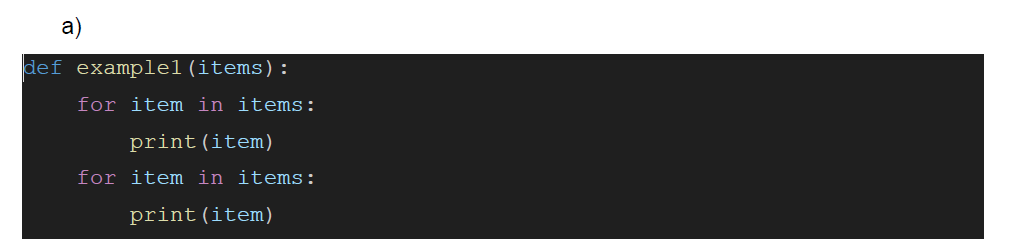 a)
def example1(items):
    for item in items:
        print(item)
    for item in items:
        print(item)